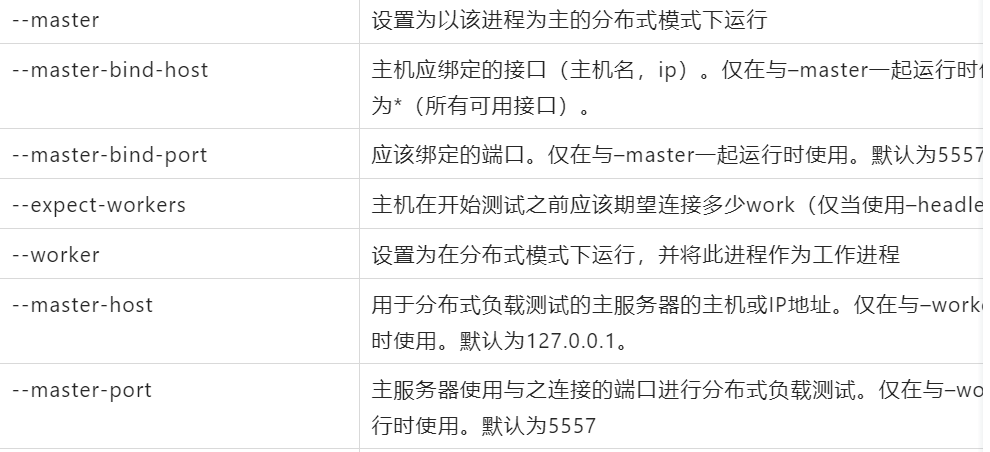 --master 设置为以该进程为主的分布式模式下运行
--master-bind-host 主机应绑定的接口（主机名，ip）。仅在与–master一起运行时
为*（所有可用接口）。
--master-bind-port 应该绑定的端口。仅在与–master一起运行时使用。默认为5557
--expect-workers 主机在开始测试之前应该期望连接多少work（仅当使用–headle
--worker 设置为在分布式模式下运行，并将此进程作为工作进程
--master-host 用于分布式负载测试的主服务器的主机或IP地址。仅在与–worke
时使用。默认为127.0.0.1。
--master-port 主服务器使用与之连接的端口进行分布式负载测试。仅在与–wo
行时使用。默认为5557